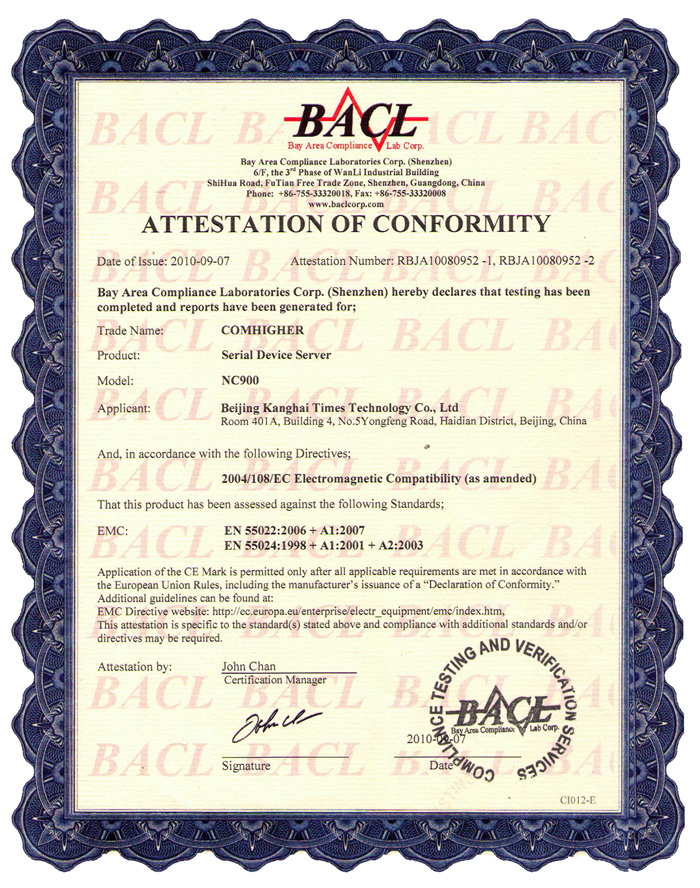 BACL
Bay Area Compliance Lab Corp.
Bay Area Compliance Laboratories Corp. (Shenzhen)
6/F, the 3rd Phase of WanLi Industrial Building
ShiHua Road, FuTian Free Trade Zone, Shenzhen, Guangdong, China
Phone: +86-755-33320018, Fax: +86-755-33320008
www.baclcorp.com
ATTESTATION OF CONFORMITY
Date of Issue: 2010-09-07 Attestation Number: RBJA10080952 -1, RBJA10080952 -2
Bay Area Compliance Laboratories Corp. (Shenzhen) hereby declares that testing has been
completed and reports have been generated for;
Trade Name: COMHIGHER
Product: Serial Device Server
Model: NC900
Applicant: Beijing Kanghai Times Technology Co., Ltd
Room 401A, Building 4, No.5Yongfeng Road, Haidian District, Beijing, China
And, in accordance with the following Directives;
2004/108/EC Electromagnetic Compatibility (as amended)
That this product has been assessed against the following Standards;
EMC: EN 55022:2006 + A1:2007
EN 55024:1998 + A1:2001 + A2:2003
Application of the CE Mark is permitted only after all applicable requirements are met in accordance with
the European Union Rules, including the manufacturer's issuance of a “Declaration of Conformity.”
Additional guidelines can be found at:
EMC Directive website: http://ec.europa.eu/enterprise/electr_equipment/emc/index.htm,
This attestation is specific to the standard(s) stated above and compliance with additional standards and/or
directives may be required.
Attestation by: John Chan
Certification Manager
Signature
2010-09-07
Date
COMPLIANCE TESTING AND VERIFICATION SERVICES
BACL
Bay Area Compliance Lab Corp.
CI012-E